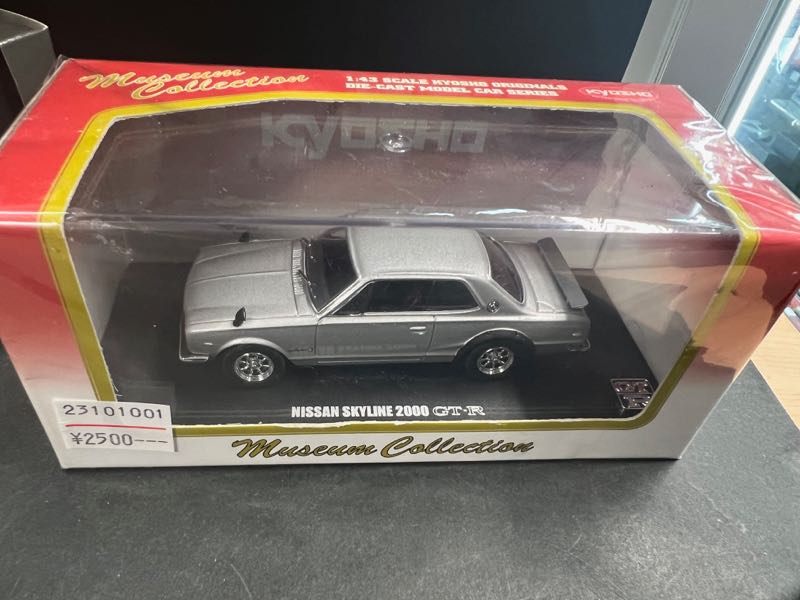 Museum
Collection
1:43 SCALE KYOSHO ORIGINALS
DIE-CAST MODEL CAR SERIES
KYOSHO
KYOSHO
NISSAN SKYLINE 2000 GT-R
GT
R
23101001
¥2500---
Museum Collection